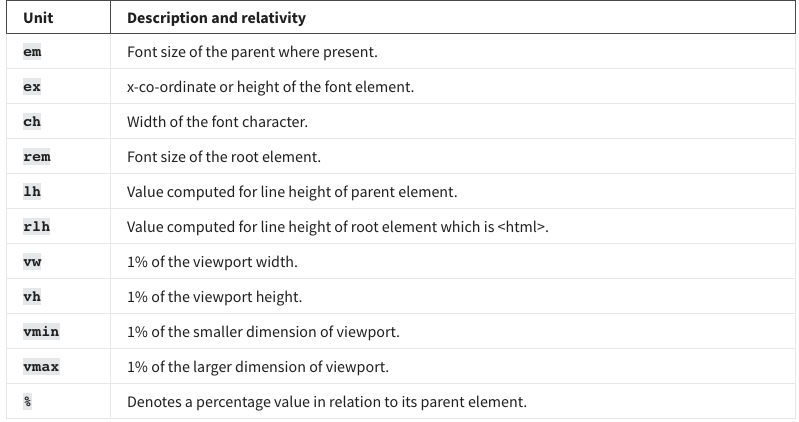 Unit Description and relativity
em Font size of the parent where present.
ex x-co-ordinate or height of the font element.
ch Width of the font character.
rem Font size of the root element.
lh Value computed for line height of parent element.
rlh Value computed for line height of root element which is <html>.
vw 1% of the viewport width.
vh 1% of the viewport height.
vmin 1% of the smaller dimension of viewport.
vmax 1% of the larger dimension of viewport.
% Denotes a percentage value in relation to its parent element.